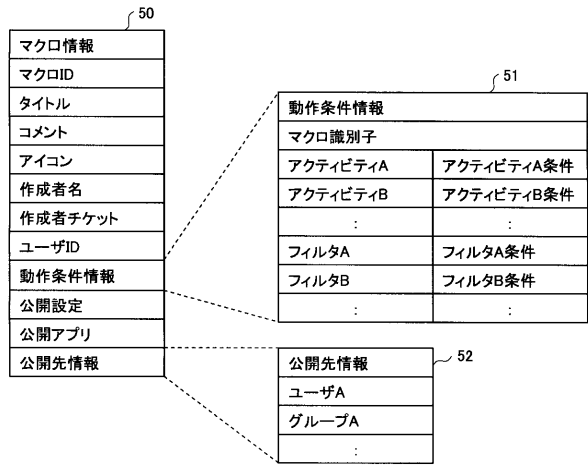 50
マクロ情報
マクロID
タイトル
コメント
アイコン
作成者名
作成者チケット
ユーザID
動作条件情報
公開設定
公開アプリ
公開先情報
51
動作条件情報
マクロ識別子
アクティビティA アクティビティA条件
アクティビティB アクティビティB条件
: :
フィルタA フィルタA条件
フィルタB フィルタB条件
: :
52
公開先情報
ユーザA
グループA
: